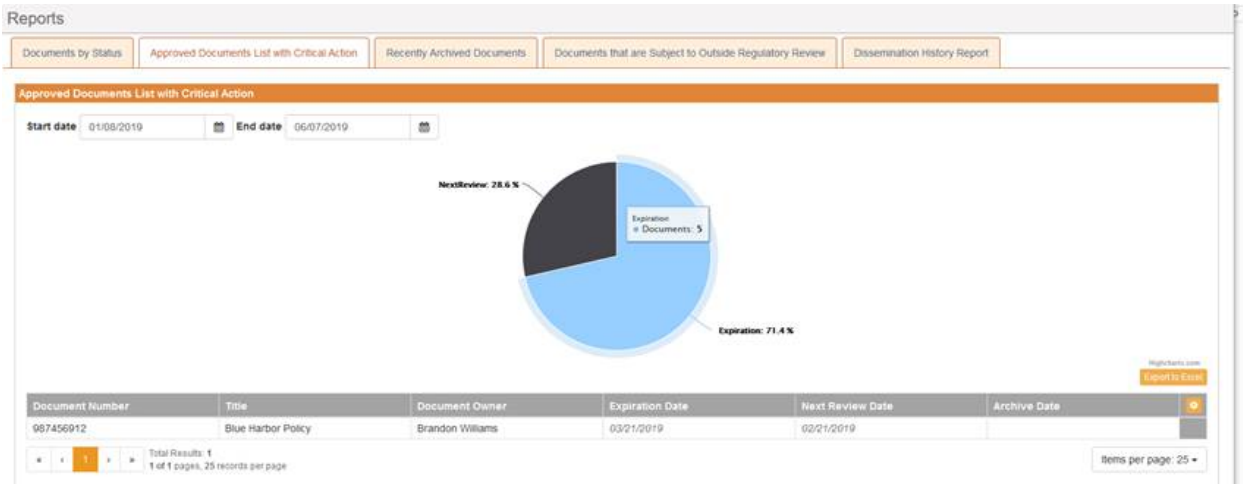 Reports
Documents by Status
Approved Documents List with Critical Action
Recently Archived Documents
Documents that are Subject to Outside Regulatory Review
Dissemination History Report
Approved Documents List with Critical Action
Start date 01/08/2019 End date 06/07/2019
NextReview: 28.6 %
Expiration
Documents: 5
Expiration: 71.4 %
Highcharts.com
Export to Excel
Document Number Title Document Owner Expiration Date Next Review Date Archive Date
987456912 Blue Harbor Policy Brandon Williams 03/21/2019 02/21/2019
« ‹ 1 › » Total Results: 1
1 of 1 pages, 25 records per page
Items per page: 25